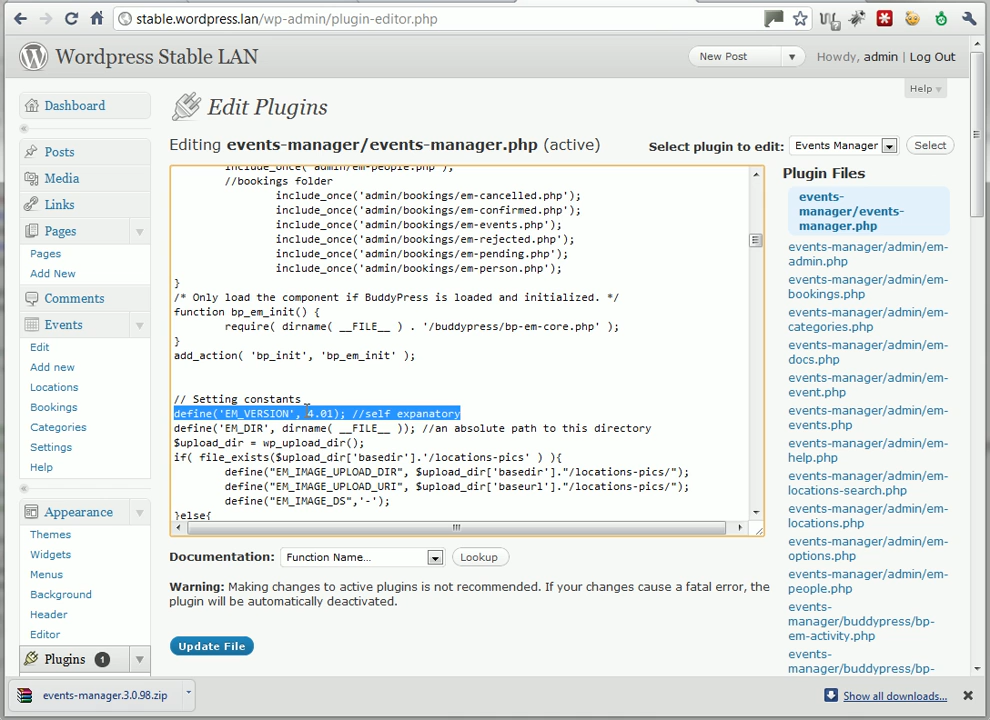 stable.wordpress.lan/wp-admin/plugin-editor.php
Wordpress Stable LAN
New Post
Howdy, admin | Log Out
Help
Dashboard
Posts
Media
Links
Pages
Pages
Add New
Comments
Events
Edit
Add new
Locations
Bookings
Categories
Settings
Help
Appearance
Themes
Widgets
Menus
Background
Header
Editor
Plugins 1
Edit Plugins
Editing events-manager/events-manager.php (active)
Select plugin to edit: Events Manager Select
include_once('admin/em-people.php');
//bookings folder
include_once('admin/bookings/em-cancelled.php');
include_once('admin/bookings/em-confirmed.php');
include_once('admin/bookings/em-events.php');
include_once('admin/bookings/em-rejected.php');
include_once('admin/bookings/em-pending.php');
include_once('admin/bookings/em-person.php');
}
/* Only load the component if BuddyPress is loaded and initialized. */
function bp_em_init() {
require( dirname( __FILE__ ) . '/buddypress/bp-em-core.php' );
}
add_action( 'bp_init', 'bp_em_init' );
// Setting constants
define('EM_VERSION', 4.01); //self expanatory
define('EM_DIR', dirname( __FILE__ )); //an absolute path to this directory
$upload_dir = wp_upload_dir();
if( file_exists($upload_dir['basedir'].'/locations-pics' ) ){
define("EM_IMAGE_UPLOAD_DIR", $upload_dir['basedir']."/locations-pics/");
define("EM_IMAGE_UPLOAD_URI", $upload_dir['baseurl']."/locations-pics/");
define("EM_IMAGE_DS",'-');
}else{
Documentation: Function Name... Lookup
Warning: Making changes to active plugins is not recommended. If your changes cause a fatal error, the
plugin will be automatically deactivated.
Update File
Plugin Files
events-
manager/events-
manager.php
events-manager/admin/em-
admin.php
events-manager/admin/em-
bookings.php
events-manager/admin/em-
categories.php
events-manager/admin/em-
docs.php
events-manager/admin/em-
event.php
events-manager/admin/em-
events.php
events-manager/admin/em-
help.php
events-manager/admin/em-
locations-search.php
events-manager/admin/em-
locations.php
events-manager/admin/em-
options.php
events-manager/admin/em-
people.php
events-
manager/buddypress/bp-
em-activity.php
events-
manager/buddypress/bp-
events-manager.3.0.98.zip
Show all downloads...